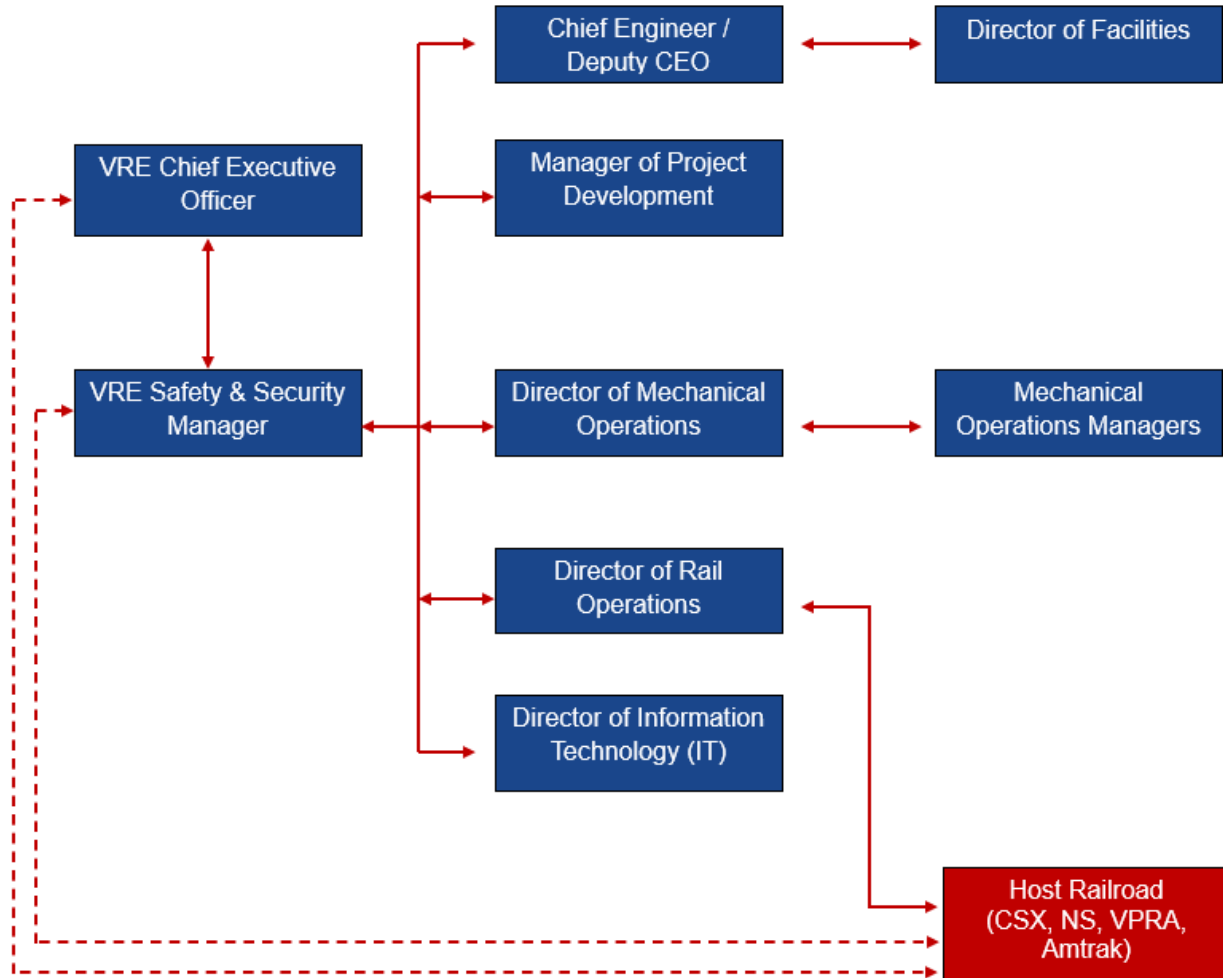 Chief Engineer /
Deputy CEO
Director of Facilities
VRE Chief Executive
Officer
Manager of Project
Development
VRE Safety & Security
Manager
Director of Mechanical
Operations
Mechanical
Operations Managers
Director of Rail
Operations
Director of Information
Technology (IT)
Host Railroad
(CSX, NS, VPRA,
Amtrak)